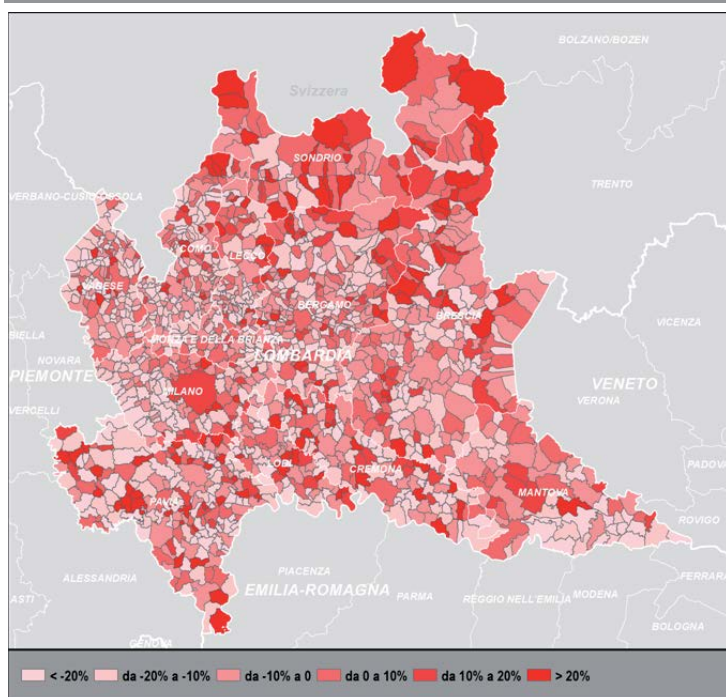 BOLZANO/BOZEN
Svizzera
SONDRIO
TRENTO
VERBANO-CUSIO-OSSOLA
COMO
LECCO
VARESE
BERGAMO
BRESCIA
BIELLA
MONZA E DELLA BRIANZA
LOMBARDIA
VICENZA
NOVARA
PIEMONTE
MILANO
VENETO
VERONA
VERCELLI
LODI
CREMONA
PADOVA
PAVIA
MANTOVA
ROVIGO
ALESSANDRIA
PIACENZA
EMILIA-ROMAGNA
PARMA
REGGIO NELL'EMILIA
MODENA
FERRARA
ASTI
BOLOGNA
GENOVA
< -20% da -20% a -10% da -10% a 0 da 0 a 10% da 10% a 20% > 20%